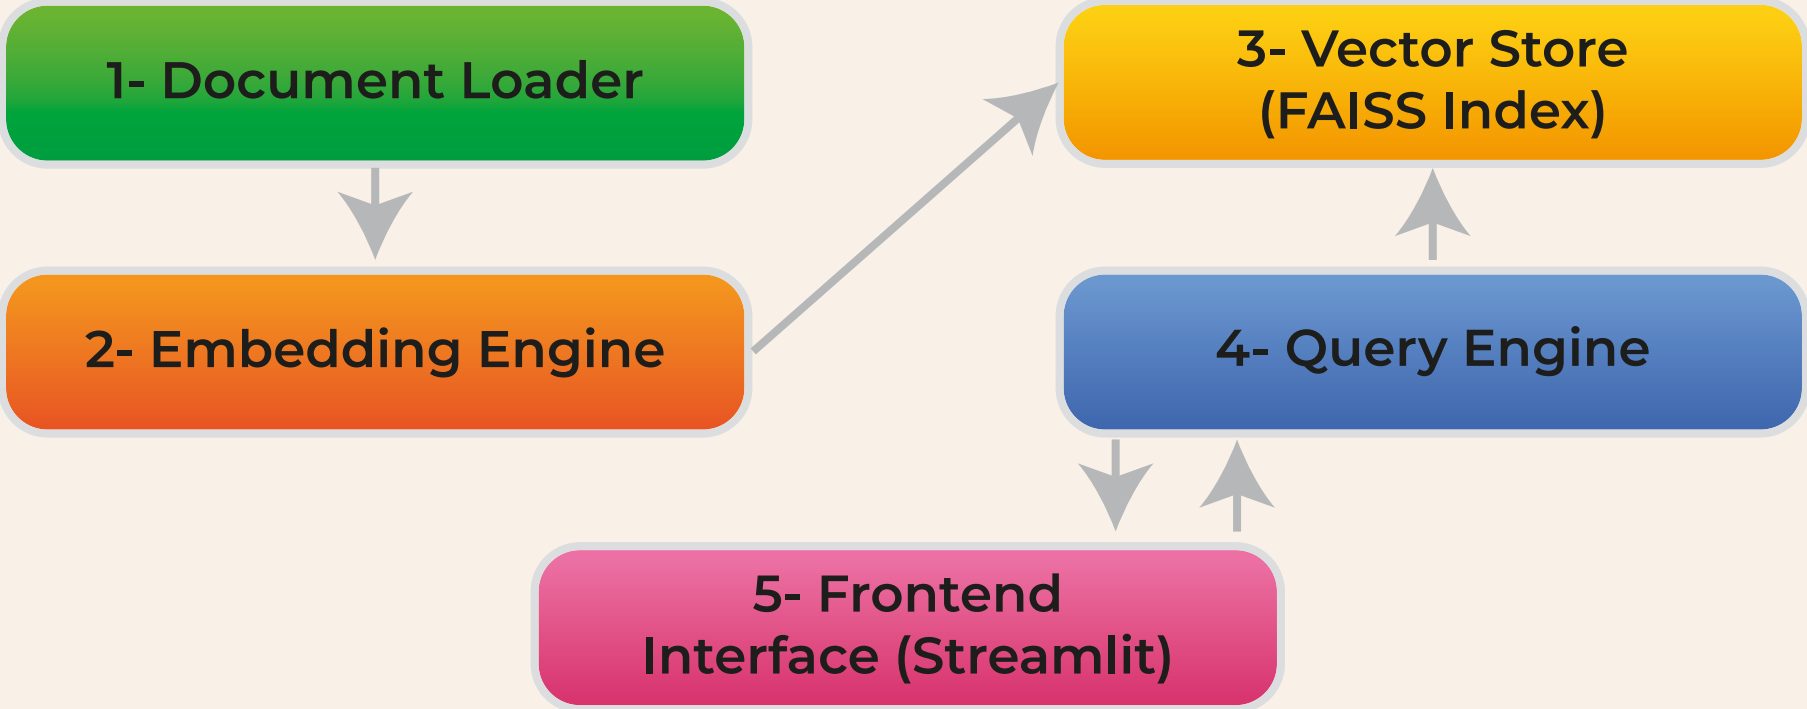 1- Document Loader
2- Embedding Engine
3- Vector Store
(FAISS Index)
4- Query Engine
5- Frontend
Interface (Streamlit)